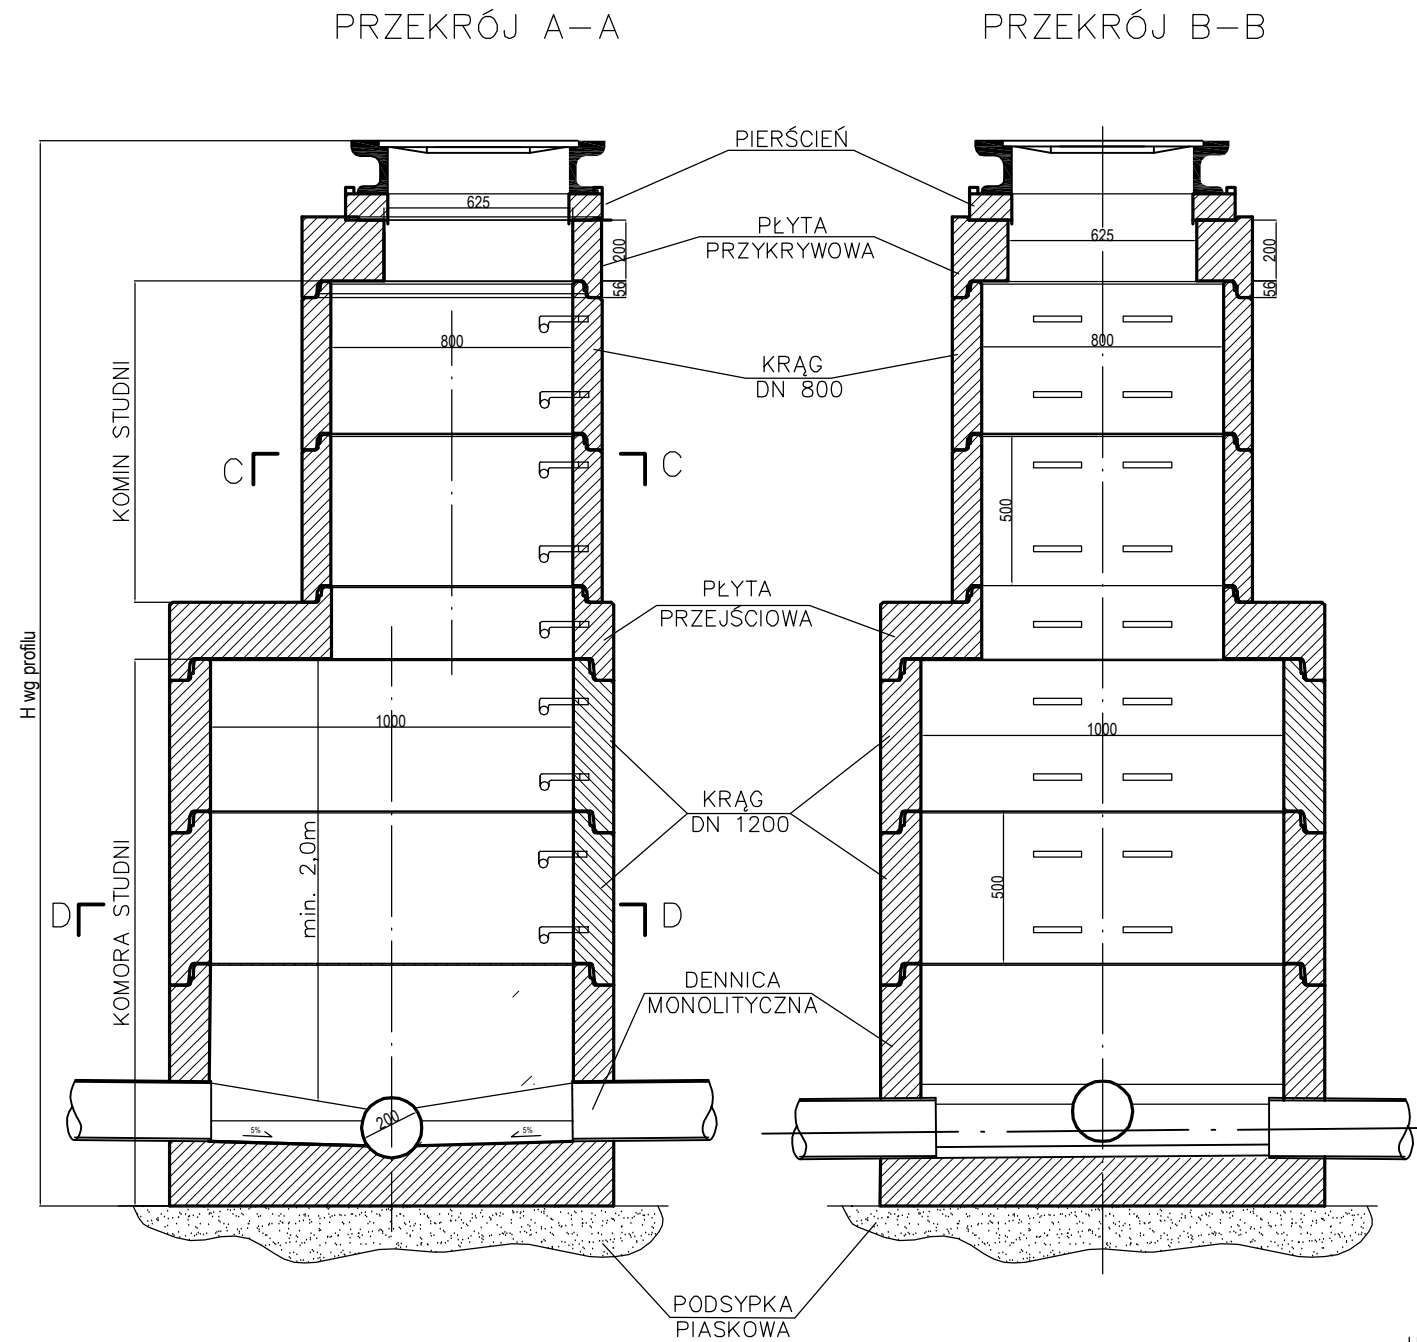 PRZEKRÓJ A-A
PRZEKRÓJ B-B
PIERŚCIEŃ
625
200
PŁYTA
PRZYKRYWOWA
625
200
56
56
800
KRĄG
DN 800
800
KOMIN STUDNI
C
C
500
PŁYTA
PRZEJŚCIOWA
H wg profilu
1000
1000
KRĄG
DN 1200
min. 2,0m
KOMORA STUDNI
500
D
D
DENNICA
MONOLITYCZNA
200
5%
5%
PODSYPKA
PIASKOWA